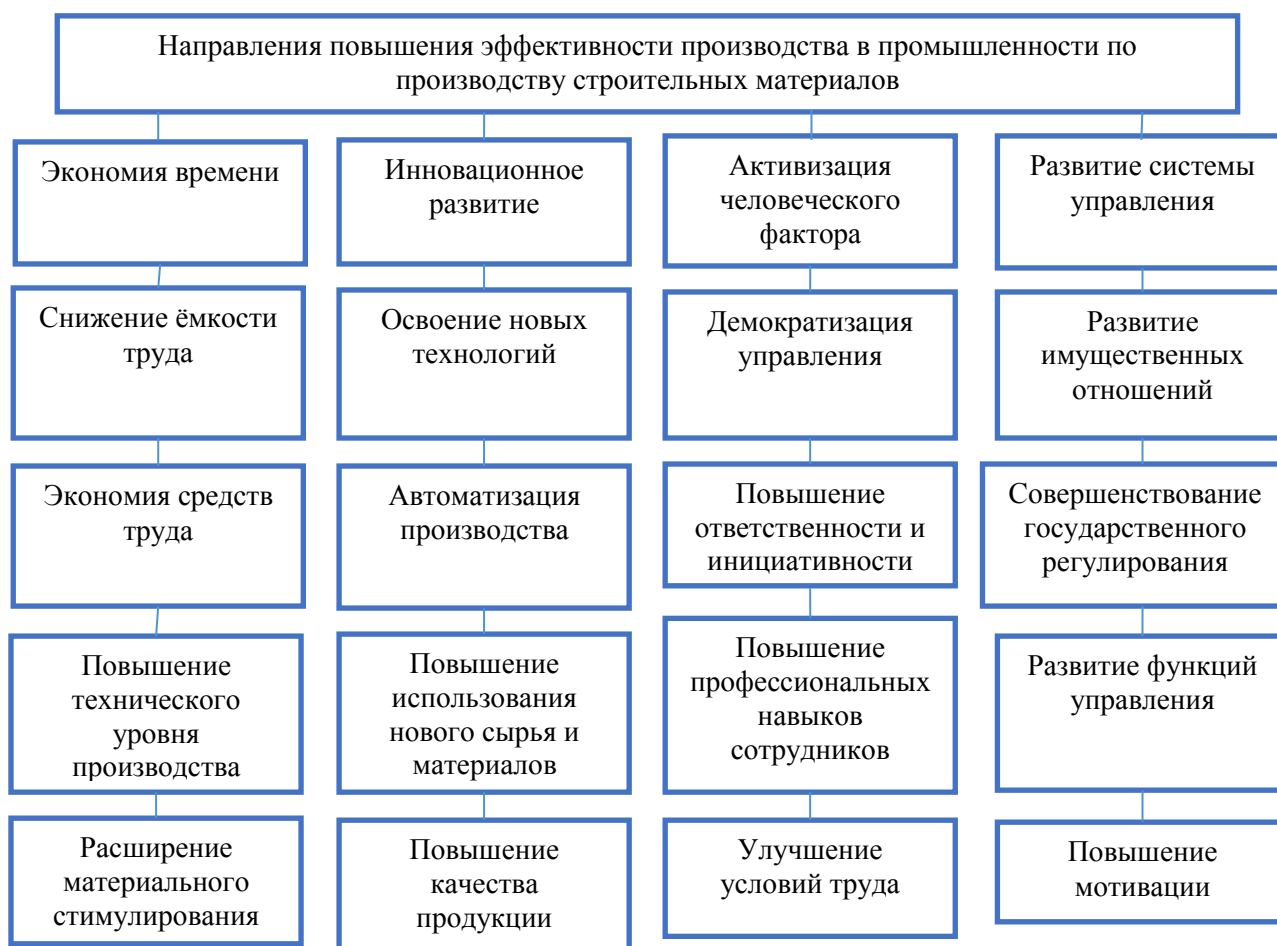 Направления повышения эффективности производства в промышленности по
производству строительных материалов
Экономия времени
Инновационное
развитие
Активизация
человеческого
фактора
Развитие системы
управления
Снижение ёмкости
труда
Освоение новых
технологий
Демократизация
управления
Развитие
имущественных
отношений
Экономия средств
труда
Автоматизация
производства
Повышение
ответственности и
инициативности
Совершенствование
государственного
регулирования
Повышение
технического
уровня
производства
Повышение
использования
нового сырья и
материалов
Повышение
профессиональных
навыков
сотрудников
Развитие функций
управления
Расширение
материального
стимулирования
Повышение
качества
продукции
Улучшение
условий труда
Повышение
мотивации